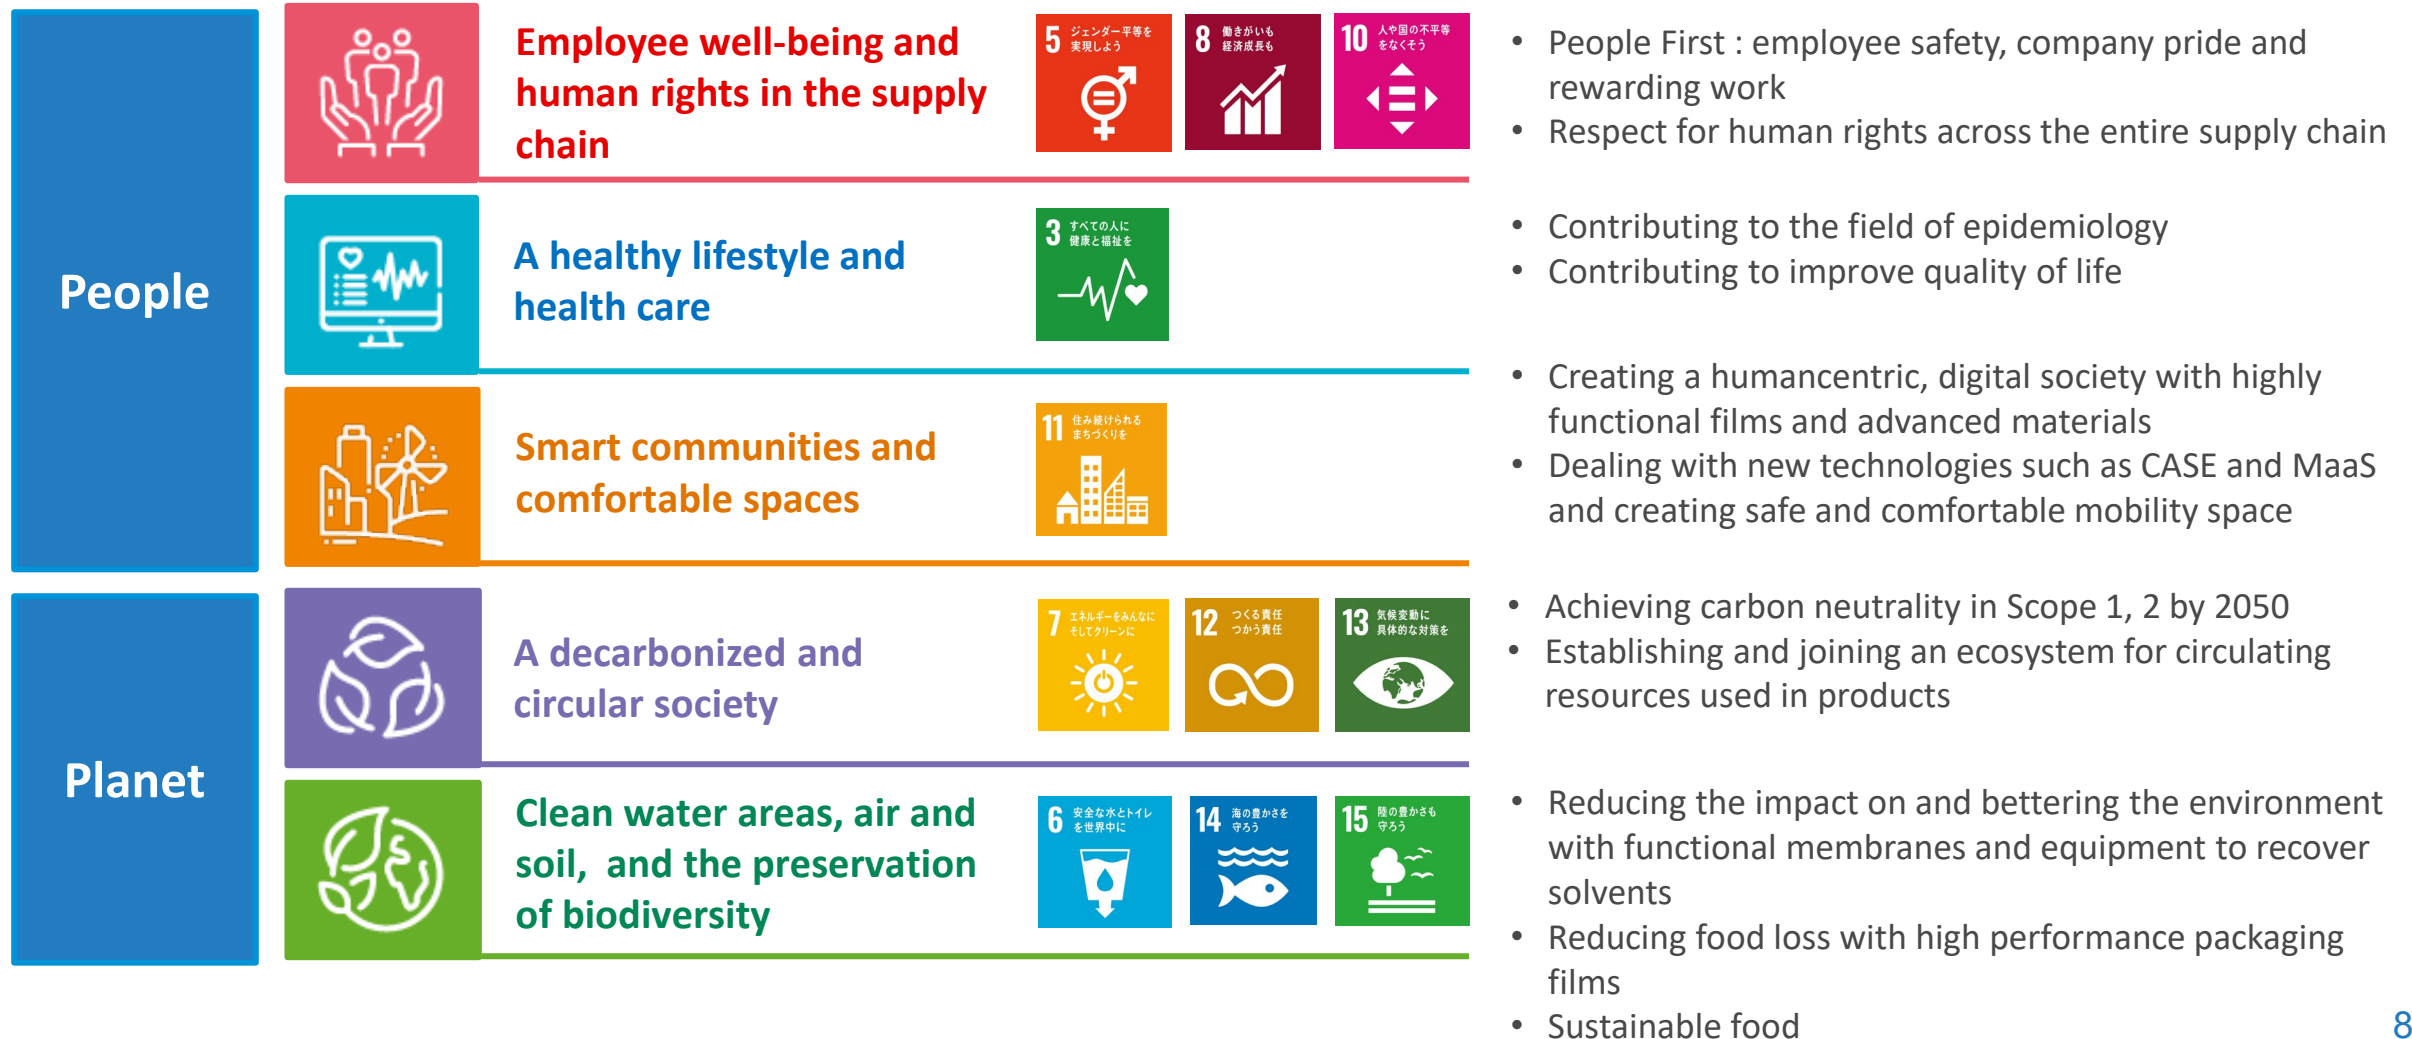 People
Employee well-being and
human rights in the supply
chain
5 ジェンダー平等を
実現しよう
8 働きがいも
経済成長も
10 人や国の不平等
をなくそう
• People First : employee safety, company pride and
rewarding work
• Respect for human rights across the entire supply chain
A healthy lifestyle and
health care
3 すべての人に
健康と福祉を
• Contributing to the field of epidemiology
• Contributing to improve quality of life
Smart communities and
comfortable spaces
11 住み続けられる
まちづくりを
• Creating a humancentric, digital society with highly
functional films and advanced materials
• Dealing with new technologies such as CASE and MaaS
and creating safe and comfortable mobility space
Planet
A decarbonized and
circular society
7 エネルギーをみんなに
そしてクリーンに
12 つくる責任
つかう責任
13 気候変動に
具体的な対策を
• Achieving carbon neutrality in Scope 1, 2 by 2050
• Establishing and joining an ecosystem for circulating
resources used in products
Clean water areas, air and
soil, and the preservation
of biodiversity
6 安全な水とトイレ
を世界中に
14 海の豊かさを
守ろう
15 陸の豊かさも
守ろう
• Reducing the impact on and bettering the environment
with functional membranes and equipment to recover
solvents
• Reducing food loss with high performance packaging
films
• Sustainable food
8